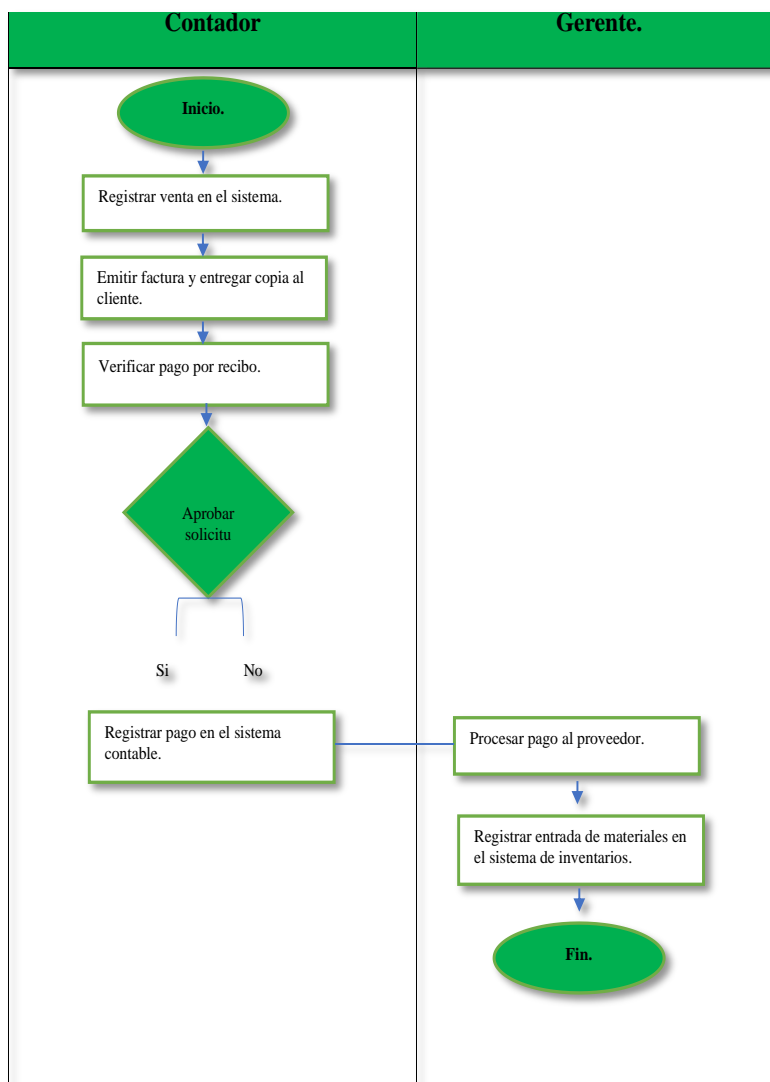 Contador
Gerente.
Inicio.
Registrar venta en el sistema.
Emitir factura y entregar copia al
cliente.
Verificar pago por recibo.
Aprobar
solicitu
Si
No
Registrar pago en el sistema
contable.
Procesar pago al proveedor.
Registrar entrada de materiales en
el sistema de inventarios.
Fin.